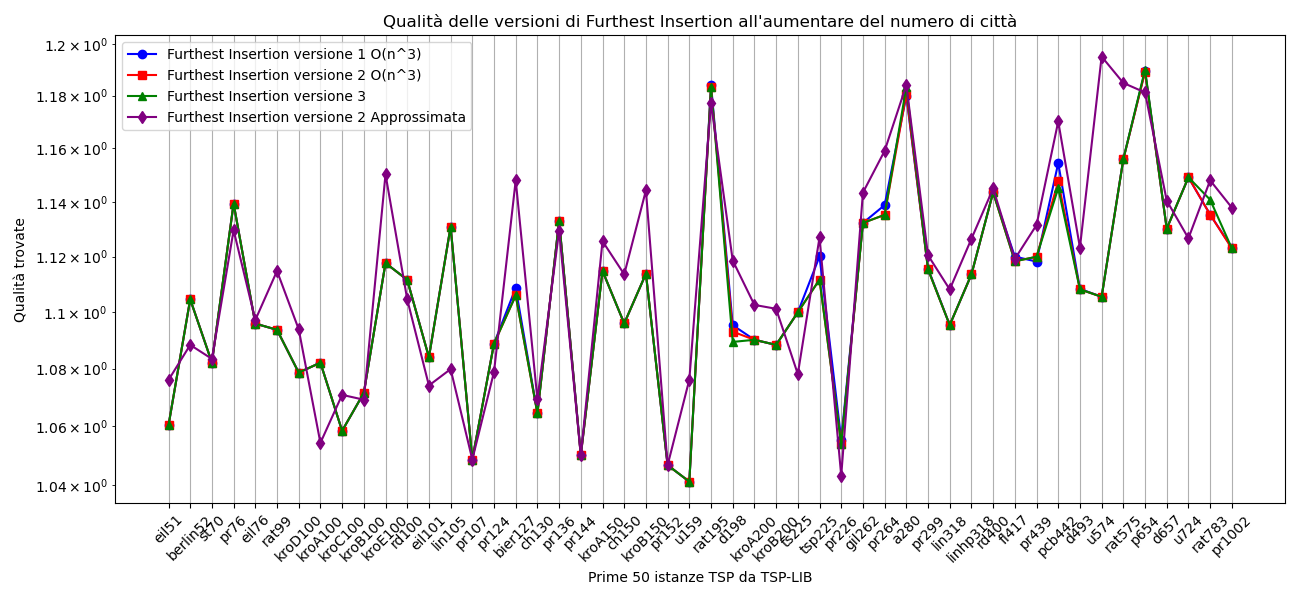 Qualità delle versioni di Furthest Insertion all'aumentare del numero di città
Furthest Insertion versione 1 O(n^3)
Furthest Insertion versione 2 O(n^3)
Furthest Insertion versione 3
Furthest Insertion versione 2 Approssimata
Qualità trovate
1.2 × 10⁰
1.18 × 10⁰
1.16 × 10⁰
1.14 × 10⁰
1.12 × 10⁰
1.1 × 10⁰
1.08 × 10⁰
1.06 × 10⁰
1.04 × 10⁰
eil51
berlin52
st70
pr76
eil76
rat99
kroD100
kroA100
kroC100
kroB100
kroE100
rd100
eil101
lin105
pr107
pr124
bier127
ch130
pr136
pr144
kroA150
ch150
kroB150
pr152
u159
rat195
d198
kroA200
kroB200
ts225
tsp225
pr226
gil262
pr264
a280
pr299
lin318
linhp318
rd400
fl417
pr439
pcb442
d493
u574
rat575
p654
d657
u724
rat783
pr1002
Prime 50 istanze TSP da TSP-LIB